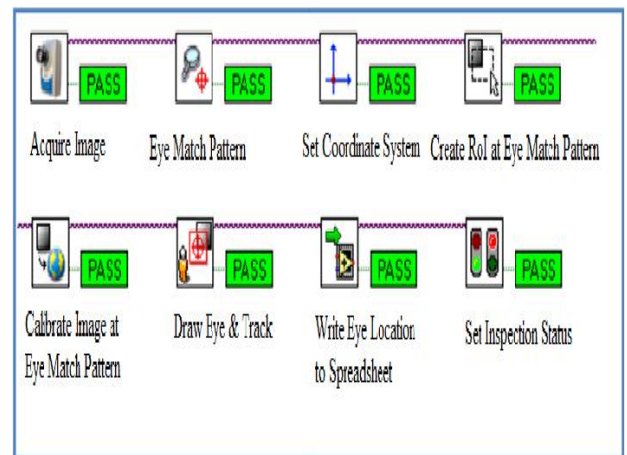 PASS PASS PASS PASS
Acquire Image Eye Match Pattern Set Coordinate System Create RoI at Eye Match Pattern
PASS PASS PASS PASS
Calibrate Image at Draw Eye & Track Write Eye Location Set Inspection Status
Eye Match Pattern to Spreadsheet